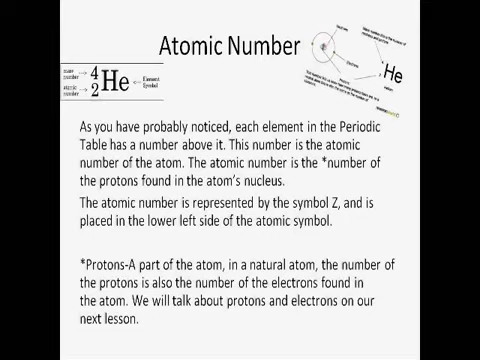 Atomic Number
mass
number
4
He
Element
Symbol
atomic
number
2
He
As you have probably noticed, each element in the Periodic
Table has a number above it. This number is the atomic
number of the atom. The atomic number is the *number of
the protons found in the atom's nucleus.
The atomic number is represented by the symbol Z, and is
placed in the lower left side of the atomic symbol.
*Protons-A part of the atom, in a natural atom, the number of
the protons is also the number of the electrons found in
the atom. We will talk about protons and electrons on our
next lesson.